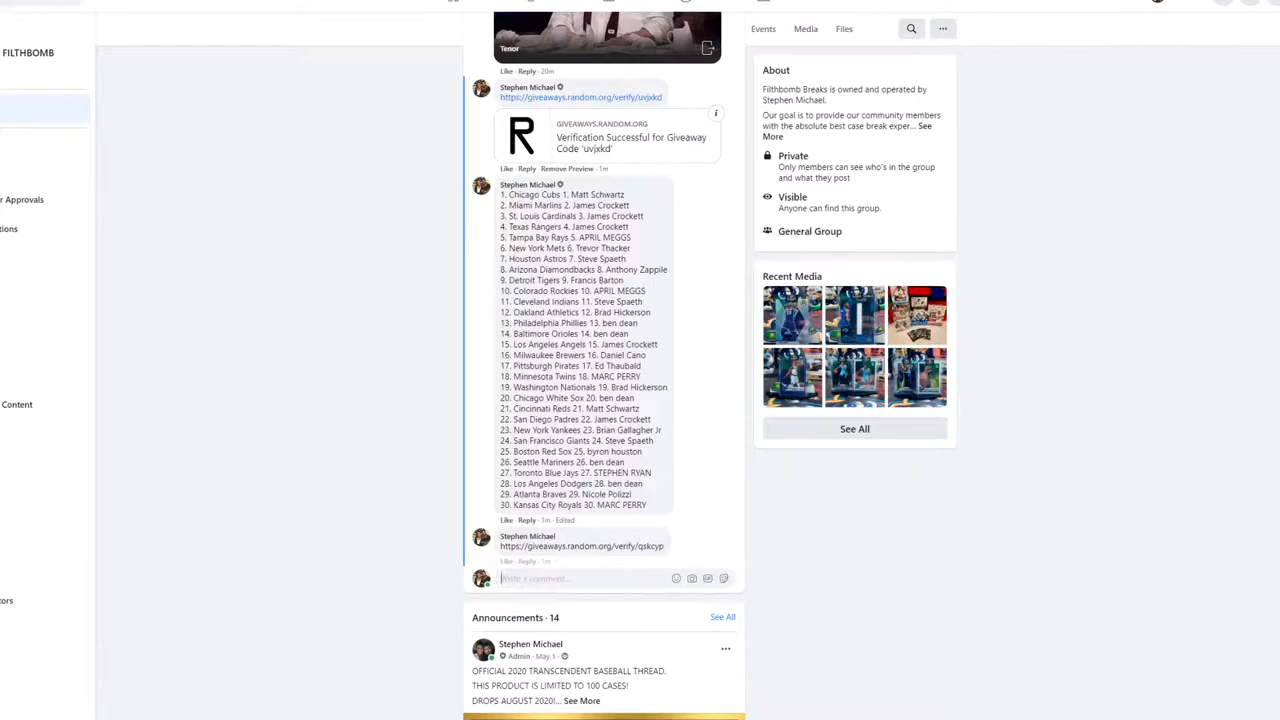 FILTHBOMB
r Approvals
tions
Content
tors
Tenor
Like · Reply · 20m
Stephen Michael
https://giveaways.random.org/verify/uvjxkd
R
GIVEAWAYS.RANDOM.ORG
Verification Successful for Giveaway
Code 'uvjxkd'
Like · Reply · Remove Preview · 1m
Stephen Michael
1. Chicago Cubs 1. Matt Schwartz
2. Miami Marlins 2. James Crockett
3. St. Louis Cardinals 3. James Crockett
4. Texas Rangers 4. James Crockett
5. Tampa Bay Rays 5. APRIL MEGGS
6. New York Mets 6. Trevor Thacker
7. Houston Astros 7. Steve Spaeth
8. Arizona Diamondbacks 8. Anthony Zappile
9. Detroit Tigers 9. Francis Barton
10. Colorado Rockies 10. APRIL MEGGS
11. Cleveland Indians 11. Steve Spaeth
12. Oakland Athletics 12. Brad Hickerson
13. Philadelphia Phillies 13. ben dean
14. Baltimore Orioles 14. ben dean
15. Los Angeles Angels 15. James Crockett
16. Milwaukee Brewers 16. Daniel Cano
17. Pittsburgh Pirates 17. Ed Thaubald
18. Minnesota Twins 18. MARC PERRY
19. Washington Nationals 19. Brad Hickerson
20. Chicago White Sox 20. ben dean
21. Cincinnati Reds 21. Matt Schwartz
22. San Diego Padres 22. James Crockett
23. New York Yankees 23. Brian Gallagher Jr
24. San Francisco Giants 24. Steve Spaeth
25. Boston Red Sox 25. byron houston
26. Seattle Mariners 26. ben dean
27. Toronto Blue Jays 27. STEPHEN RYAN
28. Los Angeles Dodgers 28. ben dean
29. Atlanta Braves 29. Nicole Polizzi
30. Kansas City Royals 30. MARC PERRY
Like · Reply · 1m · Edited
Stephen Michael
https://giveaways.random.org/verify/qskcyp
Like · Reply · 1m
Write a comment...
Announcements · 14
See All
Stephen Michael
Admin · May 1 ·
OFFICIAL 2020 TRANSCENDENT BASEBALL THREAD.
THIS PRODUCT IS LIMITED TO 100 CASES!
DROPS AUGUST 2020!... See More
Events Media Files
About
Filthbomb Breaks is owned and operated by
Stephen Michael.
Our goal is to provide our community members
with the absolute best case break exper... See
More
Private
Only members can see who's in the group
and what they post
Visible
Anyone can find this group.
General Group
Recent Media
See All